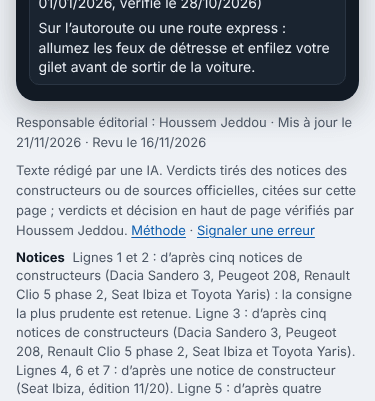 01/01/2026, vérifié le 28/10/2026)
Sur l’autoroute ou une route express :
allumez les feux de détresse et enfilez votre
gilet avant de sortir de la voiture.
Responsable éditorial : Houssem Jeddou · Mis à jour le
21/11/2026 · Revu le 16/11/2026
Texte rédigé par une IA. Verdicts tirés des notices des
constructeurs ou de sources officielles, citées sur cette
page ; verdicts et décision en haut de page vérifiés par
Houssem Jeddou. Méthode · Signaler une erreur
Notices Lignes 1 et 2 : d’après cinq notices de
constructeurs (Dacia Sandero 3, Peugeot 208, Renault
Clio 5 phase 2, Seat Ibiza et Toyota Yaris) : la consigne
la plus prudente est retenue. Ligne 3 : d’après cinq
notices de constructeurs (Dacia Sandero 3, Peugeot
208, Renault Clio 5 phase 2, Seat Ibiza et Toyota Yaris).
Lignes 4, 6 et 7 : d’après une notice de constructeur
(Seat Ibiza, édition 11/20). Ligne 5 : d’après quatre